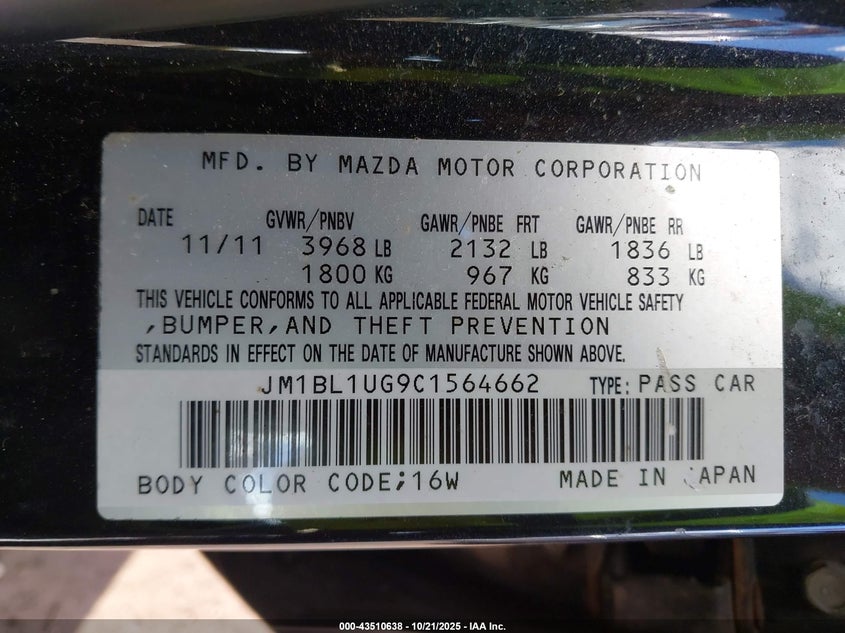 MFD. BY MAZDA MOTOR CORPORATION
DATE GVWR/PNBV GAWR/PNBE FRT GAWR/PNBE RR
11/11 3968 LB 2132 LB 1836 LB
1800 KG 967 KG 833 KG
THIS VEHICLE CONFORMS TO ALL APPLICABLE FEDERAL MOTOR VEHICLE SAFETY
,BUMPER,AND THEFT PREVENTION
STANDARDS IN EFFECT ON THE DATE OF MANUFACTURE SHOWN ABOVE.
JM1BL1UG9C1564662 TYPE: PASS CAR
BODY COLOR CODE;16W MADE IN JAPAN
000-43510638 - 10/21/2025 - IAA Inc.